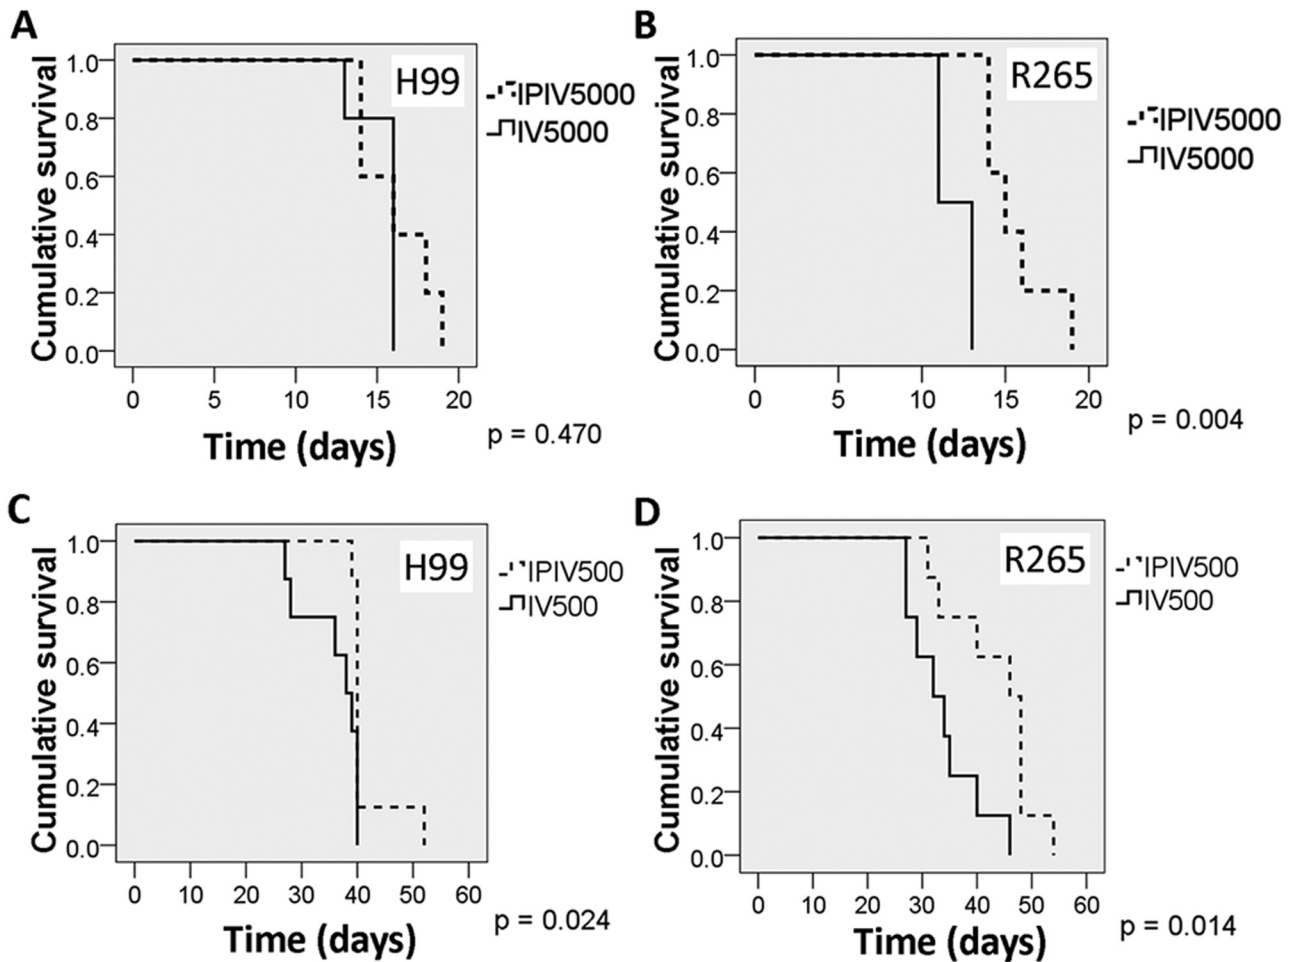 A
H99
Cumulative survival
1.0
0.8
0.6
0.4
0.2
0.0
0 5 10 15 20
Time (days)
IPIV5000
IV5000
p = 0.470
B
R265
Cumulative survival
1.0
0.8
0.6
0.4
0.2
0.0
0 5 10 15 20
Time (days)
IPIV5000
IV5000
p = 0.004
C
H99
Cumulative survival
1.0
0.8
0.6
0.4
0.2
0.0
0 10 20 30 40 50 60
Time (days)
IPIV500
IV500
p = 0.024
D
R265
Cumulative survival
1.0
0.8
0.6
0.4
0.2
0.0
0 10 20 30 40 50 60
Time (days)
IPIV500
IV500
p = 0.014